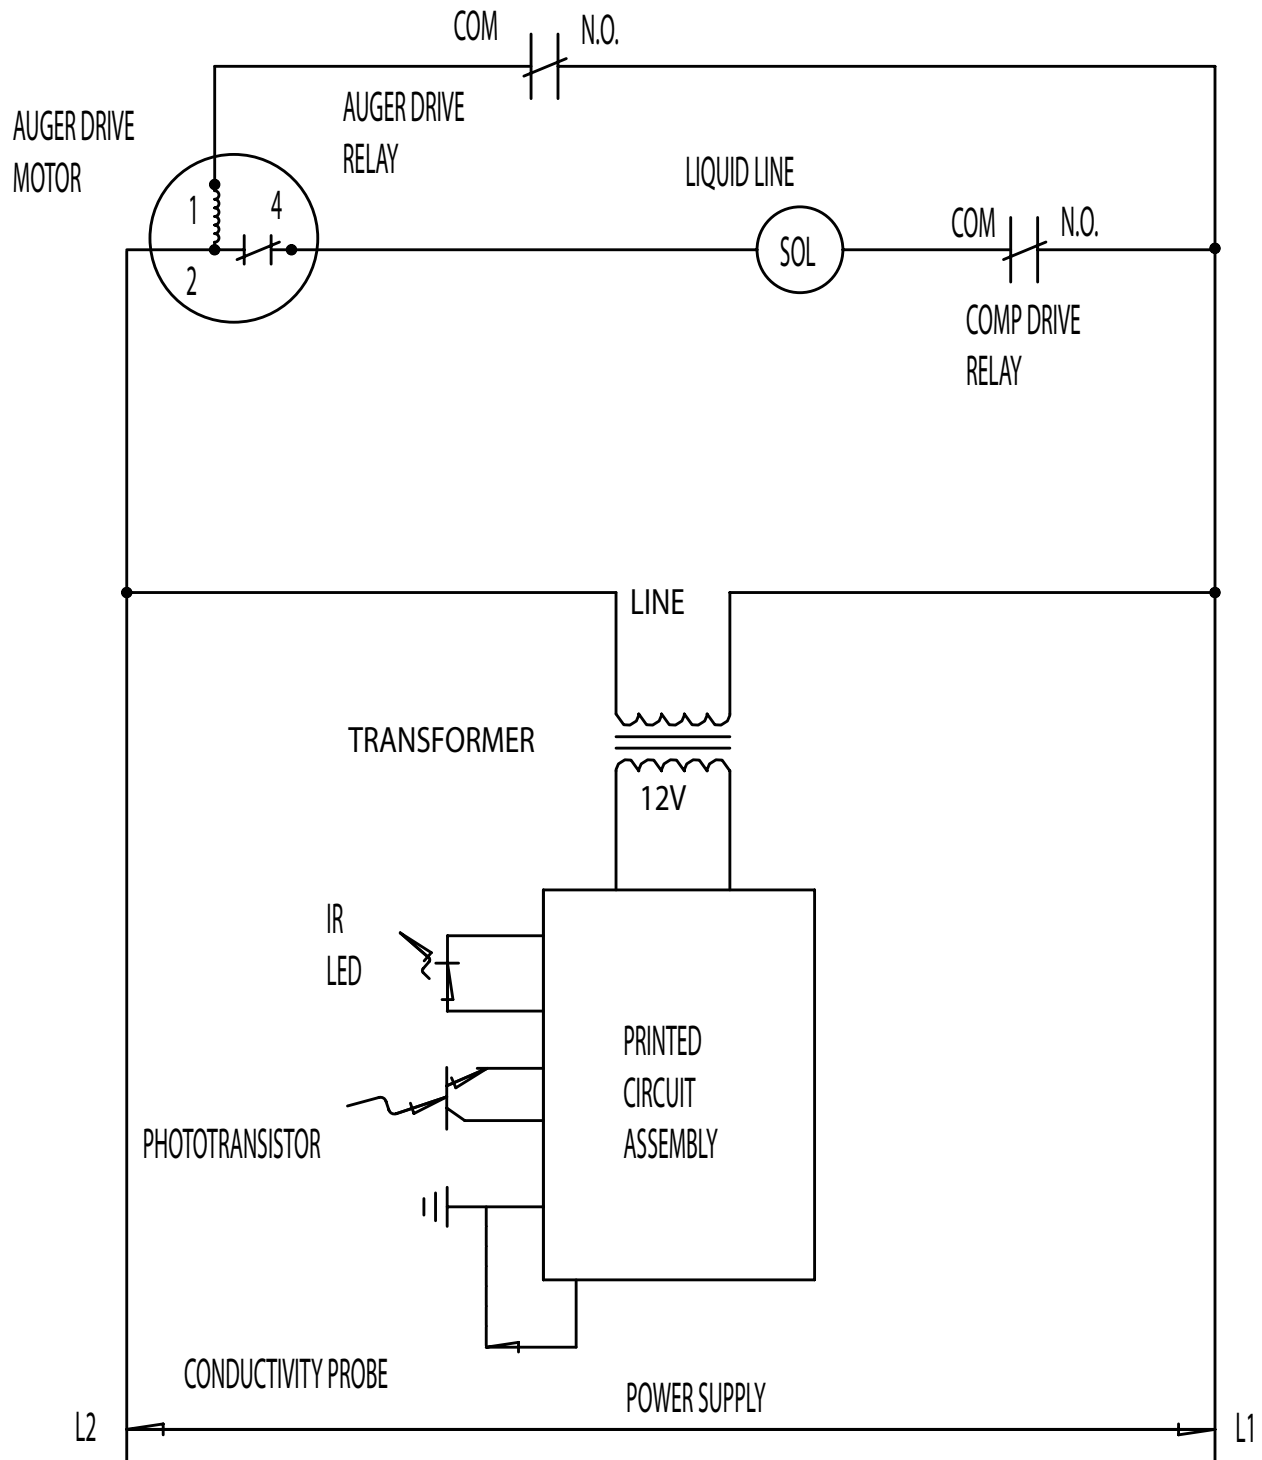 COM
N.O.
AUGER DRIVE
MOTOR
AUGER DRIVE
RELAY
LIQUID LINE
1
4
2
SOL
COM
N.O.
COMP DRIVE
RELAY
LINE
TRANSFORMER
12V
IR
LED
PRINTED
CIRCUIT
ASSEMBLY
PHOTOTRANSISTOR
CONDUCTIVITY PROBE
POWER SUPPLY
L2
L1